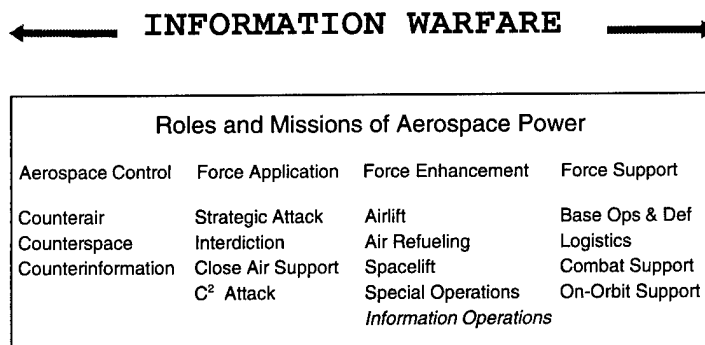 INFORMATION WARFARE
Roles and Missions of Aerospace Power
Aerospace Control Force Application Force Enhancement Force Support
Counterair Strategic Attack Airlift Base Ops & Def
Counterspace Interdiction Air Refueling Logistics
Counterinformation Close Air Support Spacelift Combat Support
C² Attack Special Operations On-Orbit Support
Information Operations